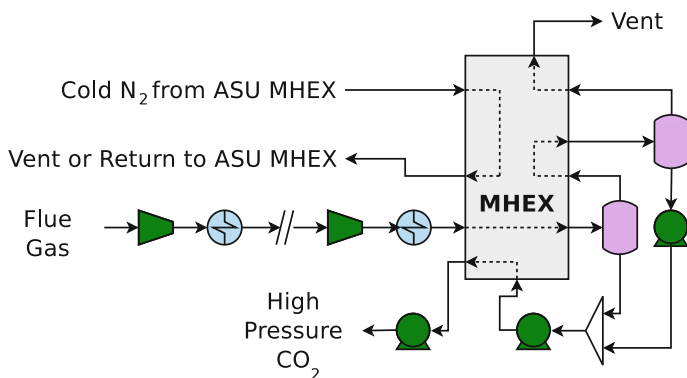 Vent
Cold N2 from ASU MHEX
Vent or Return to ASU MHEX
MHEX
Flue
Gas
High
Pressure
CO2